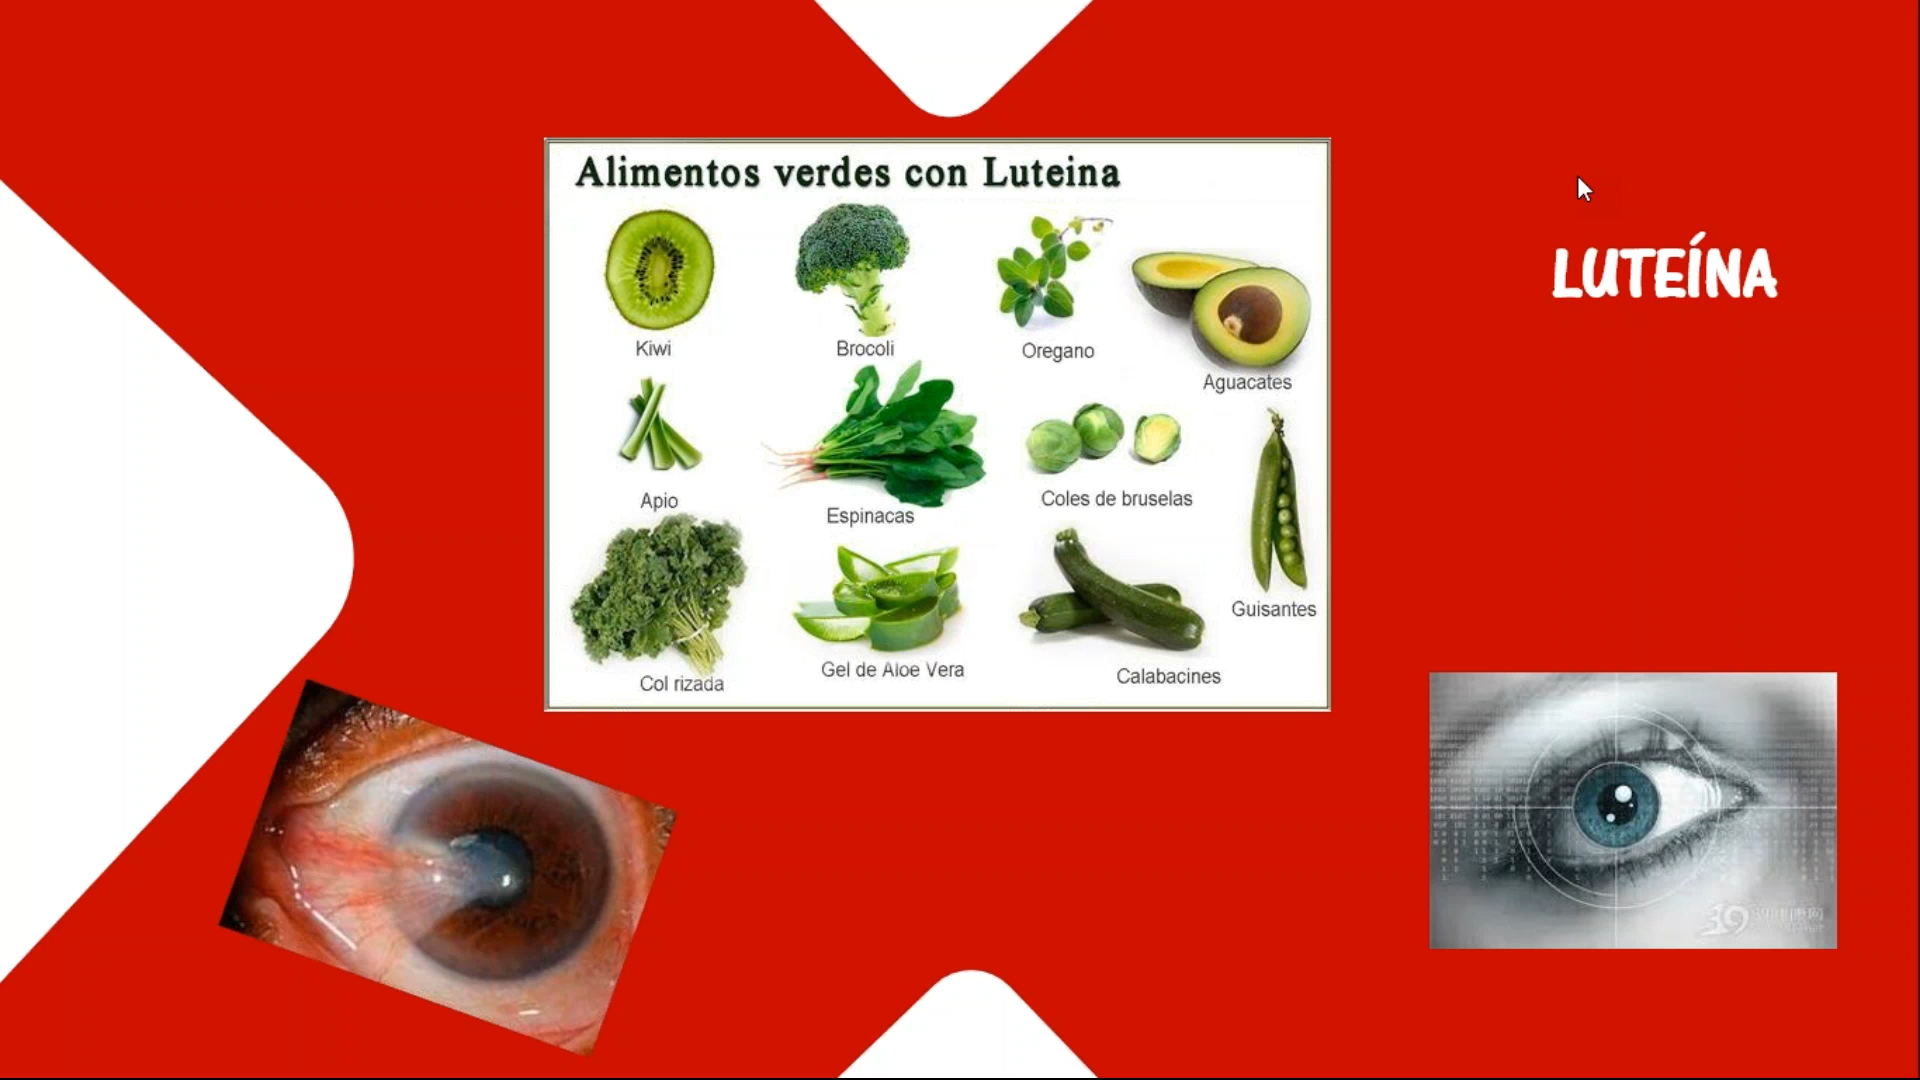 Alimentos verdes con Luteina
Kiwi
Brocoli
Oregano
Aguacates
Apio
Espinacas
Coles de bruselas
Guisantes
Col rizada
Gel de Aloe Vera
Calabacines
LUTEÍNA
39